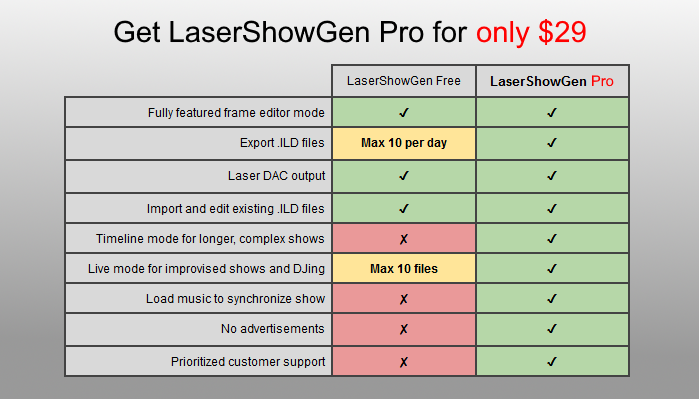 Get LaserShowGen Pro for only $29
LaserShowGen Free LaserShowGen Pro
Fully featured frame editor mode ✓ ✓
Export .ILD files Max 10 per day ✓
Laser DAC output ✓ ✓
Import and edit existing .ILD files ✓ ✓
Timeline mode for longer, complex shows ✗ ✓
Live mode for improvised shows and DJing Max 10 files ✓
Load music to synchronize show ✗ ✓
No advertisements ✗ ✓
Prioritized customer support ✗ ✓